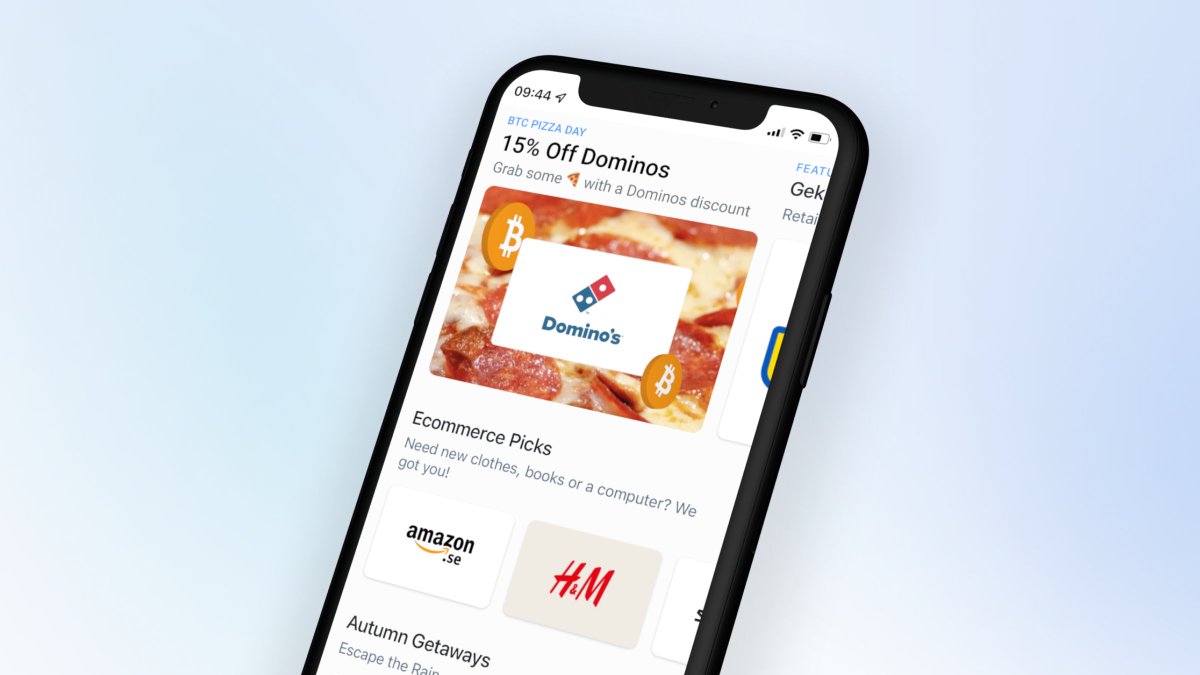 09:44
BTC PIZZA DAY
15% Off Dominos
Grab some 🍕 with a Dominos discount
FEATU
Gek
Retai
Domino's
Ecommerce Picks
Need new clothes, books or a computer? We
got you!
amazon
.se
H&M
Autumn Getaways
Escape the Rain